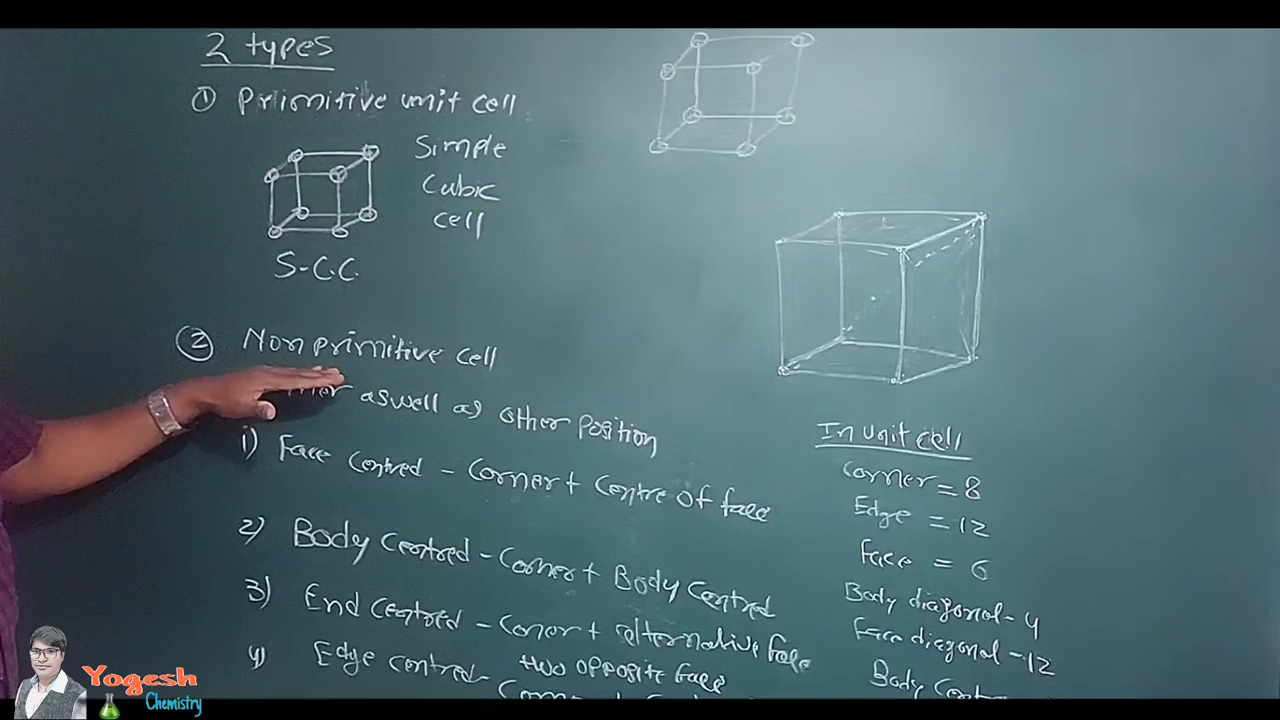 2 types
① Primitive unit cell
Simple
Cubic
cell
S-C.C.
② Non primitive cell
aswell as other position
i) Face Centred - Corner + Centre of face
2) Body Centred - Corner + Body Centred
3) End Centred - Corner + alternative face
two opposite face
4) Edge centred -
In unit cell
Corner = 8
Edge = 12
Face = 6
Body diagonal - 4
Face diagonal - 12
Body
Yogesh
Chemistry